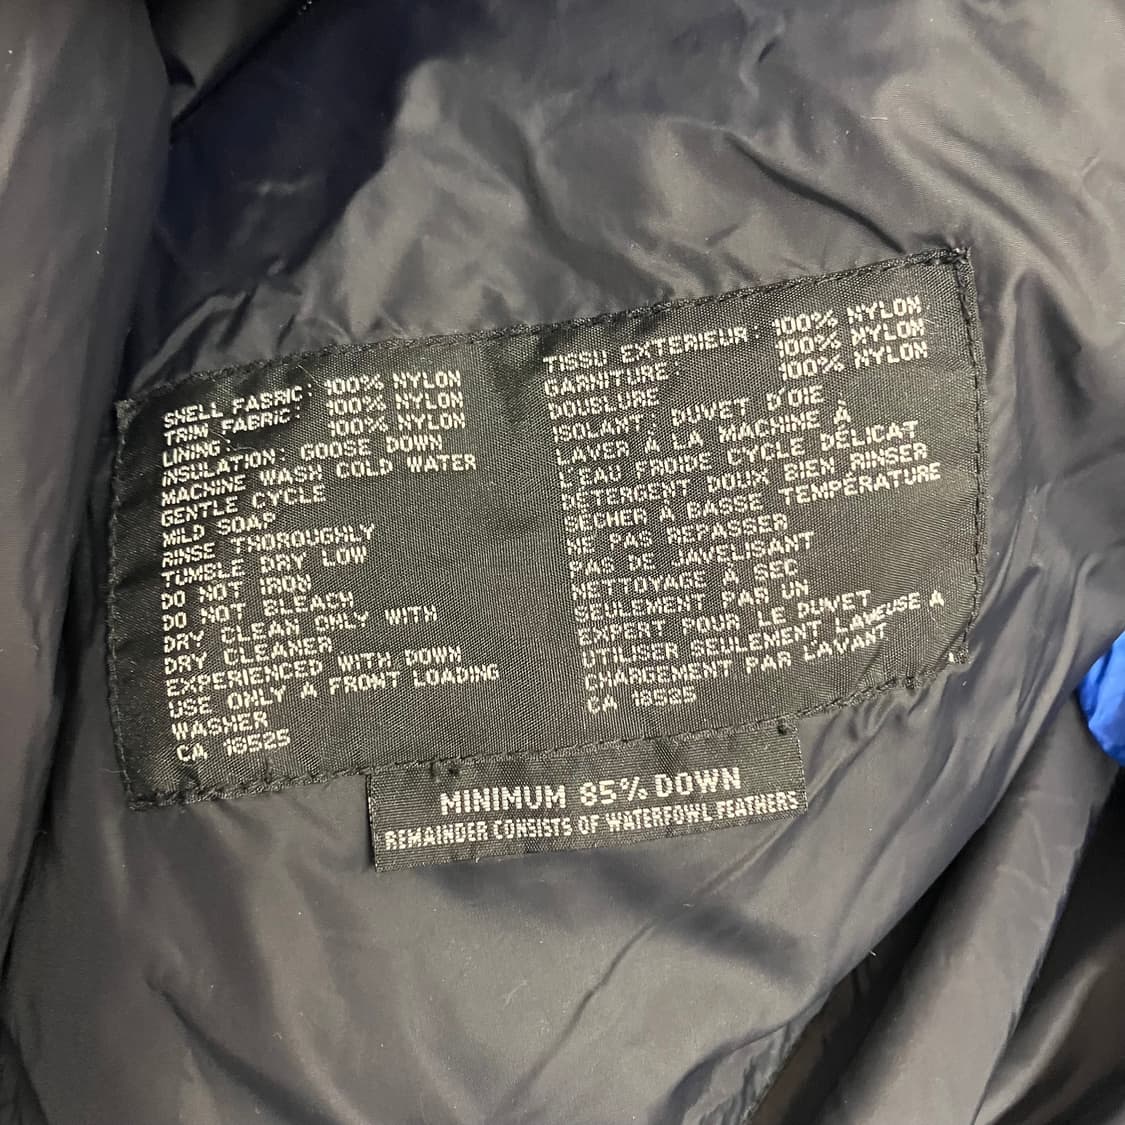 SHELL FABRIC: 100% NYLON
TRIM FABRIC: 100% NYLON
LINING: 100% NYLON
INSULATION: GOOSE DOWN
MACHINE WASH COLD WATER
GENTLE CYCLE
MILD SOAP
RINSE THOROUGHLY
TUMBLE DRY LOW
DO NOT IRON
DO NOT BLEACH
DRY CLEAN ONLY WITH
DRY CLEANER
EXPERIENCED WITH DOWN
USE ONLY A FRONT LOADING
WASHER
CA 18525
TISSU EXTERIEUR: 100% NYLON
GARNITURE 100% NYLON
DOUBLURE 100% NYLON
ISOLANT: DUVET D'OIE
LAVER À LA MACHINE À
L'EAU FROIDE CYCLE DÉLICAT
DÉTERGENT DOUX BIEN RINSER
SÉCHER À BASSE TEMPÉRATURE
NE PAS REPASSER
PAS DE JAVELISANT
NETTOYAGE A SEC
SEULEMENT PAR UN
EXPERT POUR LE DUVET
UTILISER SEULEMENT LAVEUSE A
CHARGEMENT PAR L'AVANT
CA 18525
MINIMUM 85% DOWN
REMAINDER CONSISTS OF WATERFOWL FEATHERS